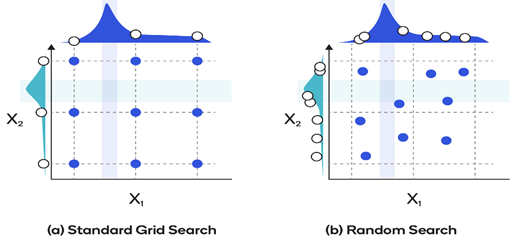 X₂
X₁
(a) Standard Grid Search
X₂
X₁
(b) Random Search